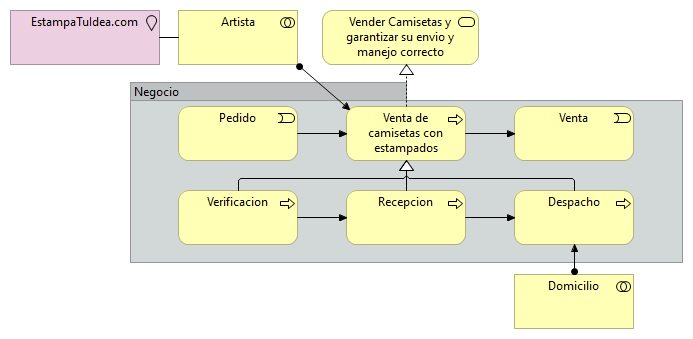 EstampaTuIdea.com
Artista
Vender Camisetas y
garantizar su envio y
manejo correcto
Negocio
Pedido
Venta de
camisetas con
estampados
Venta
Verificacion
Recepcion
Despacho
Domicilio